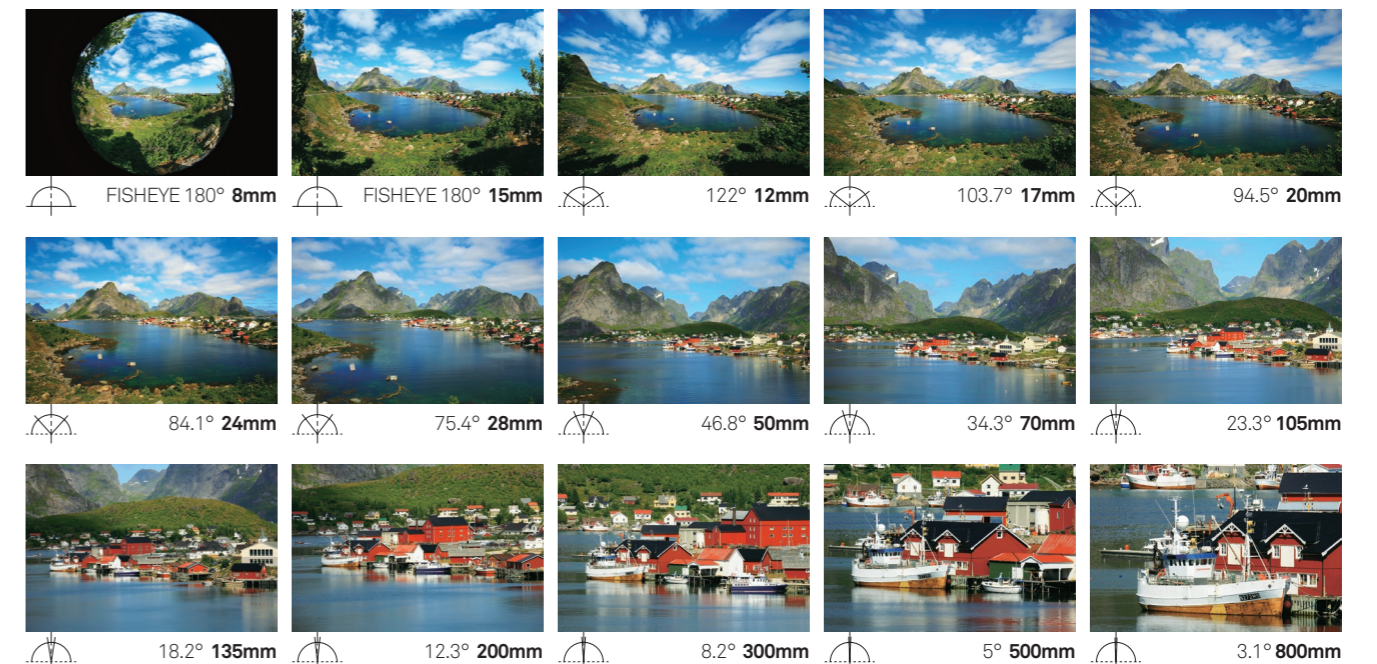 FISHEYE 180° 8mm
FISHEYE 180° 15mm
122° 12mm
103.7° 17mm
94.5° 20mm
84.1° 24mm
75.4° 28mm
46.8° 50mm
34.3° 70mm
23.3° 105mm
18.2° 135mm
12.3° 200mm
8.2° 300mm
5° 500mm
3.1° 800mm